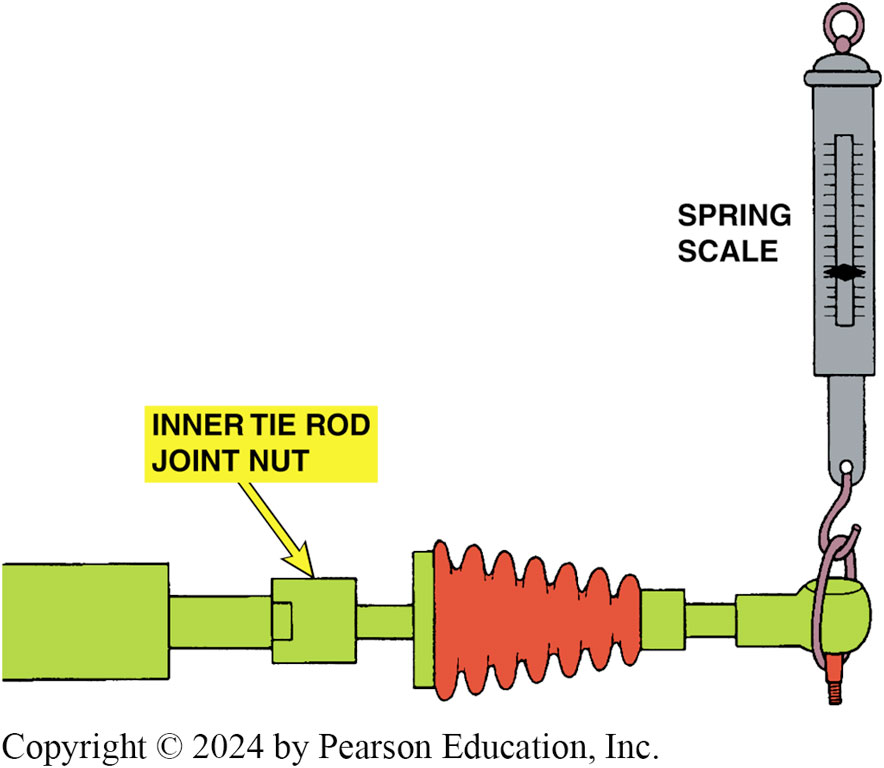 SPRING
SCALE
INNER TIE ROD
JOINT NUT
Copyright © 2024 by Pearson Education, Inc.